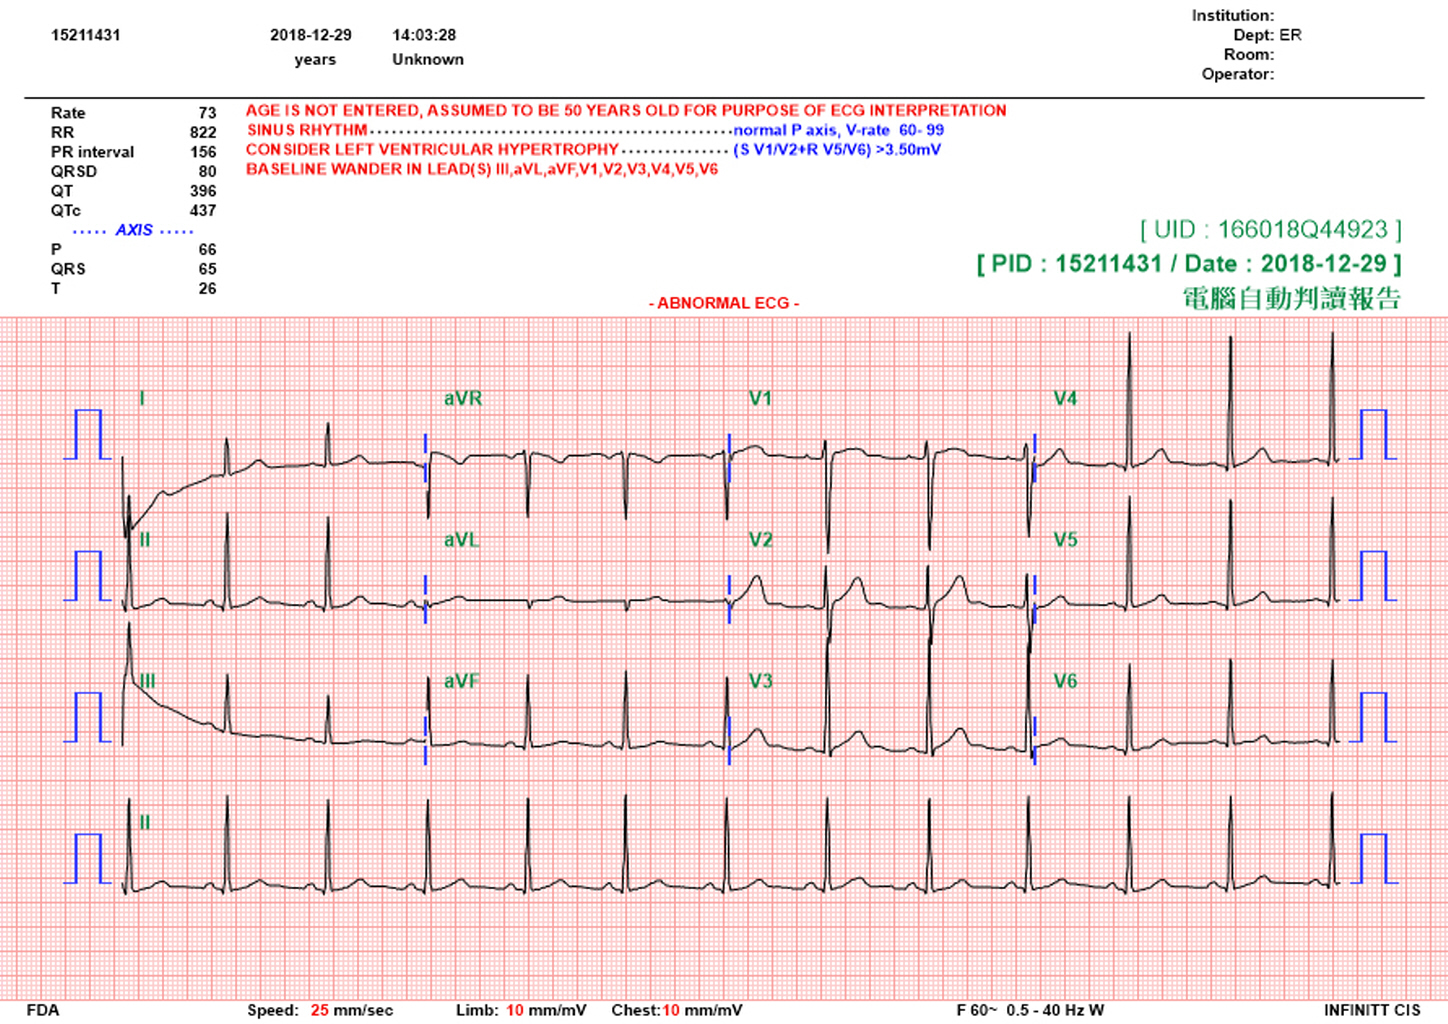 Institution:
15211431 2018-12-29 14:03:28 Dept: ER
years Unknown Room:
Operator:
Rate 73 AGE IS NOT ENTERED, ASSUMED TO BE 50 YEARS OLD FOR PURPOSE OF ECG INTERPRETATION
RR 822 SINUS RHYTHM........................................normal P axis, V-rate 60- 99
PR interval 156 CONSIDER LEFT VENTRICULAR HYPERTROPHY............... (S V1/V2+R V5/V6) >3.50mV
QRSD 80 BASELINE WANDER IN LEAD(S) III,aVL,aVF,V1,V2,V3,V4,V5,V6
QT 396
QTc 437
..... AXIS .....
P 66
QRS 65
T 26
[ UID : 166018Q44923 ]
[ PID : 15211431 / Date : 2018-12-29 ]
電腦自動判讀報告
- ABNORMAL ECG -
I aVR V1 V4
II aVL V2 V5
III aVF V3 V6
II
FDA Speed: 25 mm/sec Limb: 10 mm/mV Chest:10 mm/mV F 60~ 0.5 - 40 Hz W INFINITT CIS